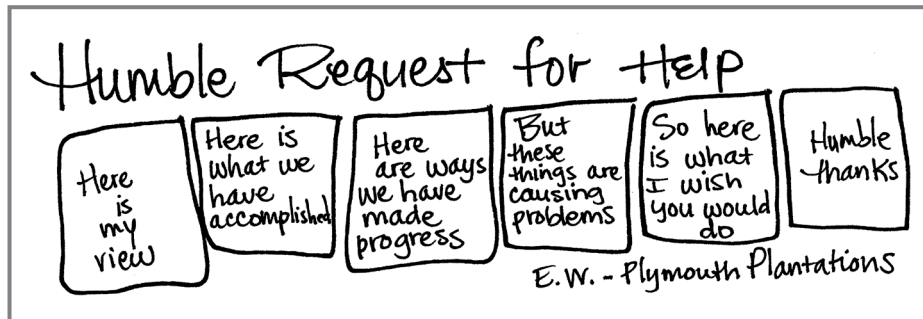 Humble Request for Help
Here
is
my
view
Here is
what we
have
accomplished
Here
are ways
we have
made
progress
But
these
things are
causing
problems
So here
is what
I wish
you would
do
Humble
thanks
E.W. - Plymouth Plantations